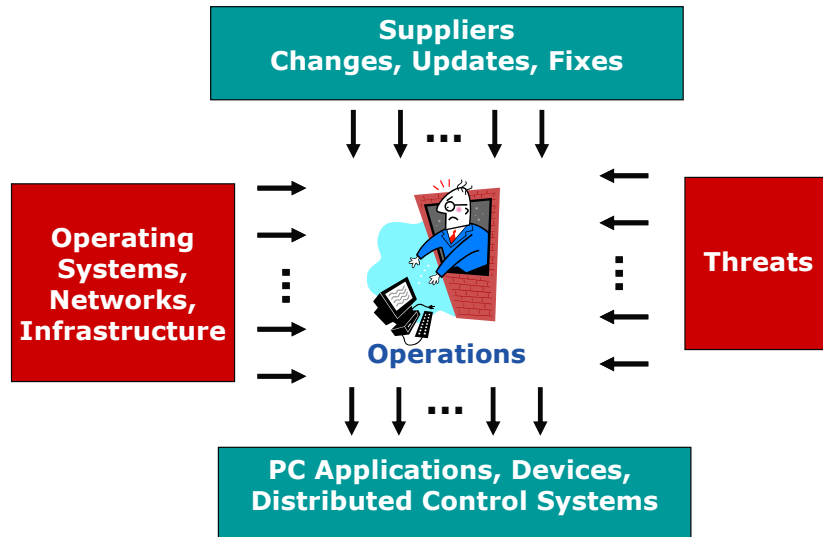 Suppliers
Changes, Updates, Fixes
...
Operating
Systems,
Networks,
Infrastructure
...
...
Threats
Operations
...
PC Applications, Devices,
Distributed Control Systems